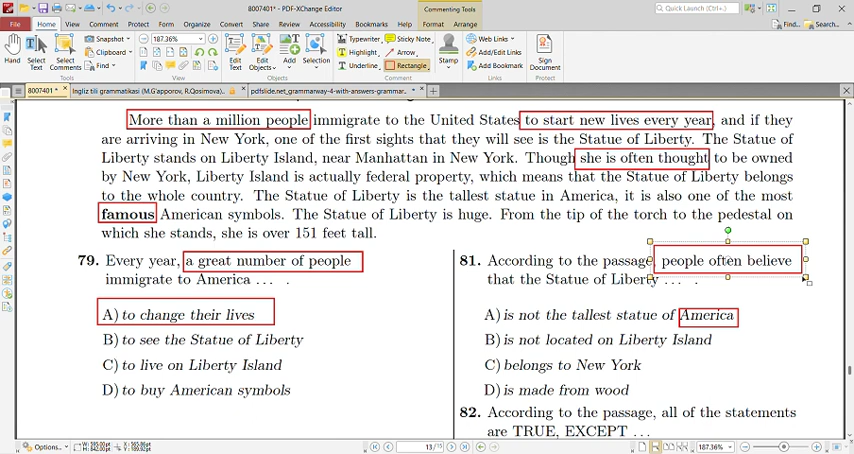 8007401* - PDF-XChange Editor
Commenting Tools
Quick Launch (Ctrl+.)
File Home View Comment Protect Form Organize Convert Share Review Accessibility Bookmarks Help Format Arrange
Find... Search...
Hand
Select Text
Select Comments
Snapshot
Clipboard
Find
Tools
187.36%
View
Edit Text
Edit Objects
Add
Selection
Objects
Typewriter
Highlight
Underline
Sticky Note
Arrow
Rectangle
Stamp
Comment
Web Links
Add/Edit Links
Add Bookmark
Links
Sign Document
Protect
8007401 *
Ingliz tili grammatikasi (M.G'apporov, R.Qosimova)..
pdfslide.net_grammarway-4-with-answers-grammar.. *
More than a million people immigrate to the United States to start new lives every year, and if they
are arriving in New York, one of the first sights that they will see is the Statue of Liberty. The Statue of
Liberty stands on Liberty Island, near Manhattan in New York. Though she is often thought to be owned
by New York, Liberty Island is actually federal property, which means that the Statue of Liberty belongs
to the whole country. The Statue of Liberty is the tallest statue in America, it is also one of the most
famous American symbols. The Statue of Liberty is huge. From the tip of the torch to the pedestal on
which she stands, she is over 151 feet tall.
79. Every year, a great number of people
immigrate to America ... .
A) to change their lives
B) to see the Statue of Liberty
C) to live on Liberty Island
D) to buy American symbols
81. According to the passage people often believe
that the Statue of Liberty ... .
A) is not the tallest statue of America
B) is not located on Liberty Island
C) belongs to New York
D) is made from wood
82. According to the passage, all of the statements
are TRUE, EXCEPT ...
Options...
13/15
187.36%